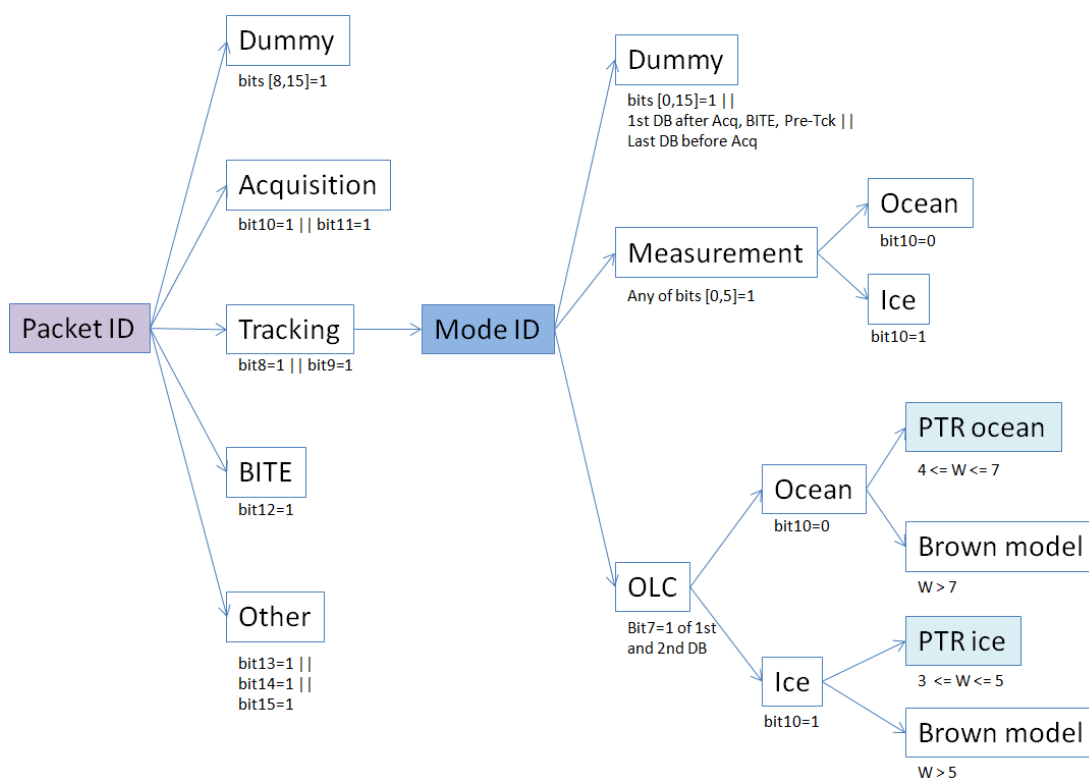 Packet ID
Dummy
bits [8,15]=1
Acquisition
bit10=1 || bit11=1
Tracking
bit8=1 || bit9=1
BITE
bit12=1
Other
bit13=1 ||
bit14=1 ||
bit15=1
Mode ID
Dummy
bits [0,15]=1 ||
1st DB after Acq, BITE, Pre-Tck ||
Last DB before Acq
Measurement
Any of bits [0,5]=1
Ocean
bit10=0
Ice
bit10=1
OLC
Bit7=1 of 1st
and 2nd DB
Ocean
bit10=0
PTR ocean
4 <= W <= 7
Brown model
W > 7
Ice
bit10=1
PTR ice
3 <= W <= 5
Brown model
W > 5